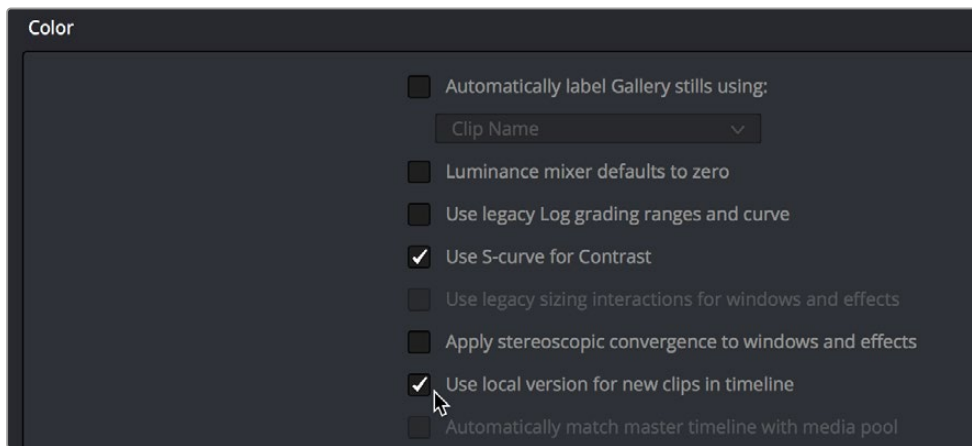 Color
Automatically label Gallery stills using:
Clip Name
Luminance mixer defaults to zero
Use legacy Log grading ranges and curve
Use S-curve for Contrast
Use legacy sizing interactions for windows and effects
Apply stereoscopic convergence to windows and effects
Use local version for new clips in timeline
Automatically match master timeline with media pool